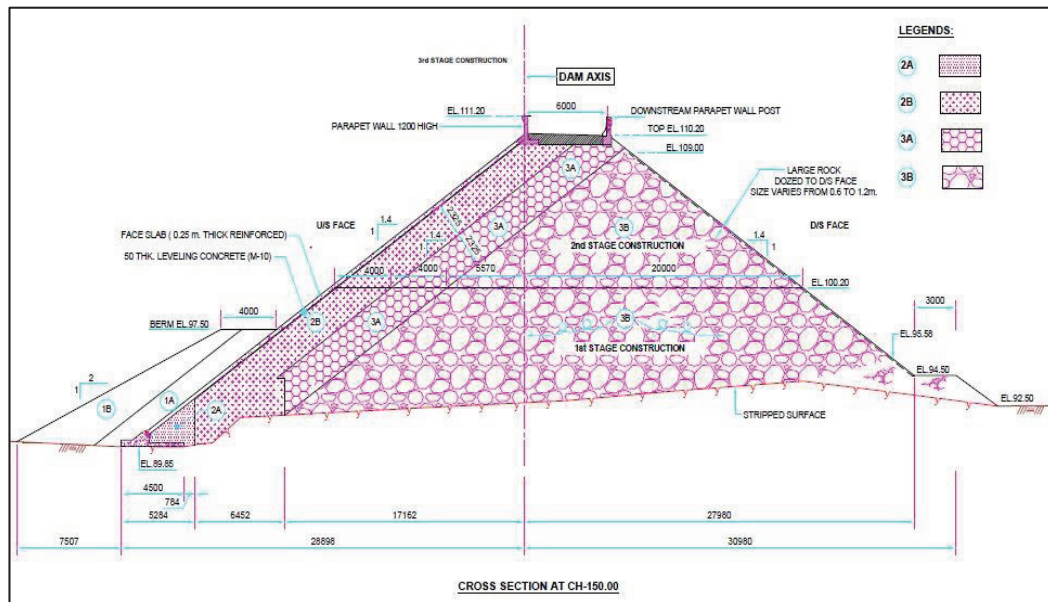 LEGENDS:
2A
2B
3A
3B
3rd STAGE CONSTRUCTION
DAM AXIS
EL.111.20
6000
DOWNSTREAM PARAPET WALL POST
PARAPET WALL 1200 HIGH
TOP EL.110.20
EL.109.00
3A
LARGE ROCK
DOZED TO D/S FACE
SIZE VARIES FROM 0.6 TO 1.2m.
2325
2325
1.4
1
U/S FACE
3A
1.4
1
3B
1.4
1
D/S FACE
FACE SLAB ( 0.25 m. THICK REINFORCED)
2nd STAGE CONSTRUCTION
50 THK. LEVELING CONCRETE (M-10)
4000
4000
5570
20000
EL.100.20
4000
3000
BERM EL.97.50
2B
3A
3B
1st STAGE CONSTRUCTION
EL.95.58
EL.94.50
2
1
1A
1B
2A
EL.92.50
STRIPPED SURFACE
EL.89.85
4500
784
5284
6452
17162
27980
7507
28898
30980
CROSS SECTION AT CH-150.00